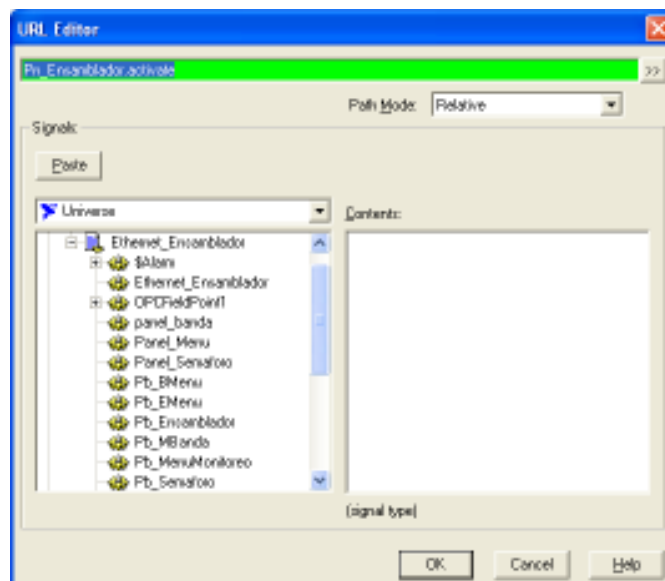 URL Editor
Pn_Ensamblador.activate
>>
Path Mode: Relative
Signals:
Paste
Universe
Contents:
Ethernet_Ensamblador
$Alarm
Ethernet_Ensamblador
OPCFieldPoint1
panel_banda
Panel_Menu
Panel_Semaforo
Pb_BMenu
Pb_EMenu
Pb_Ensamblador
Pb_MBanda
Pb_MenuMonitoreo
Pb_Semaforo
(signal type)
OK Cancel Help